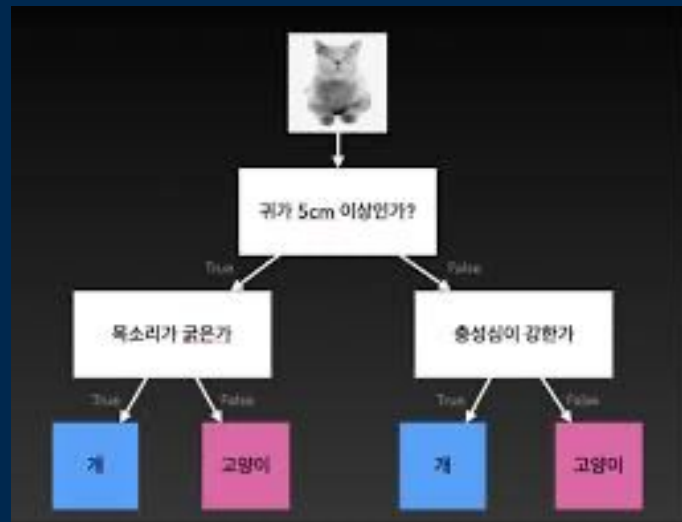 귀가 5cm 이상인가?
True
False
목소리가 굵은가
충성심이 강한가
True
False
True
False
개
고양이
개
고양이